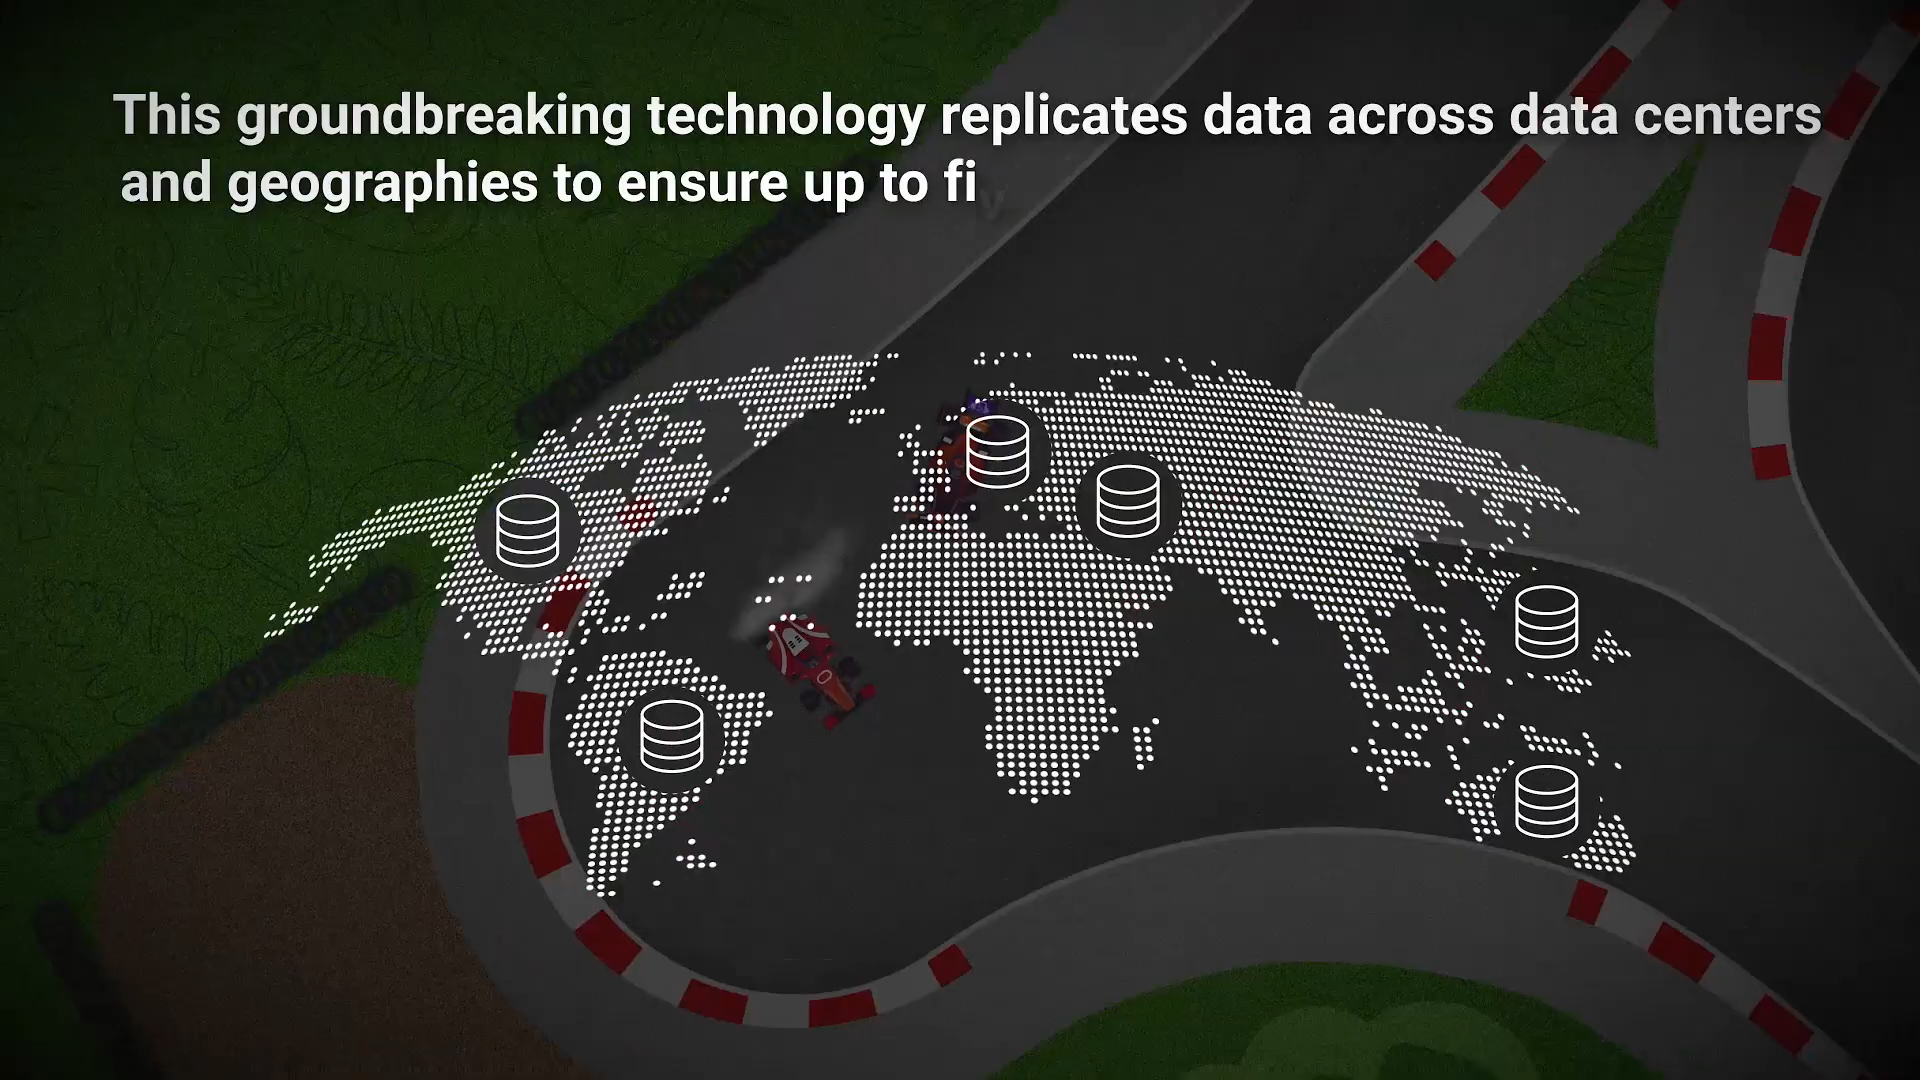 This groundbreaking technology replicates data across data centers
and geographies to ensure up to fi